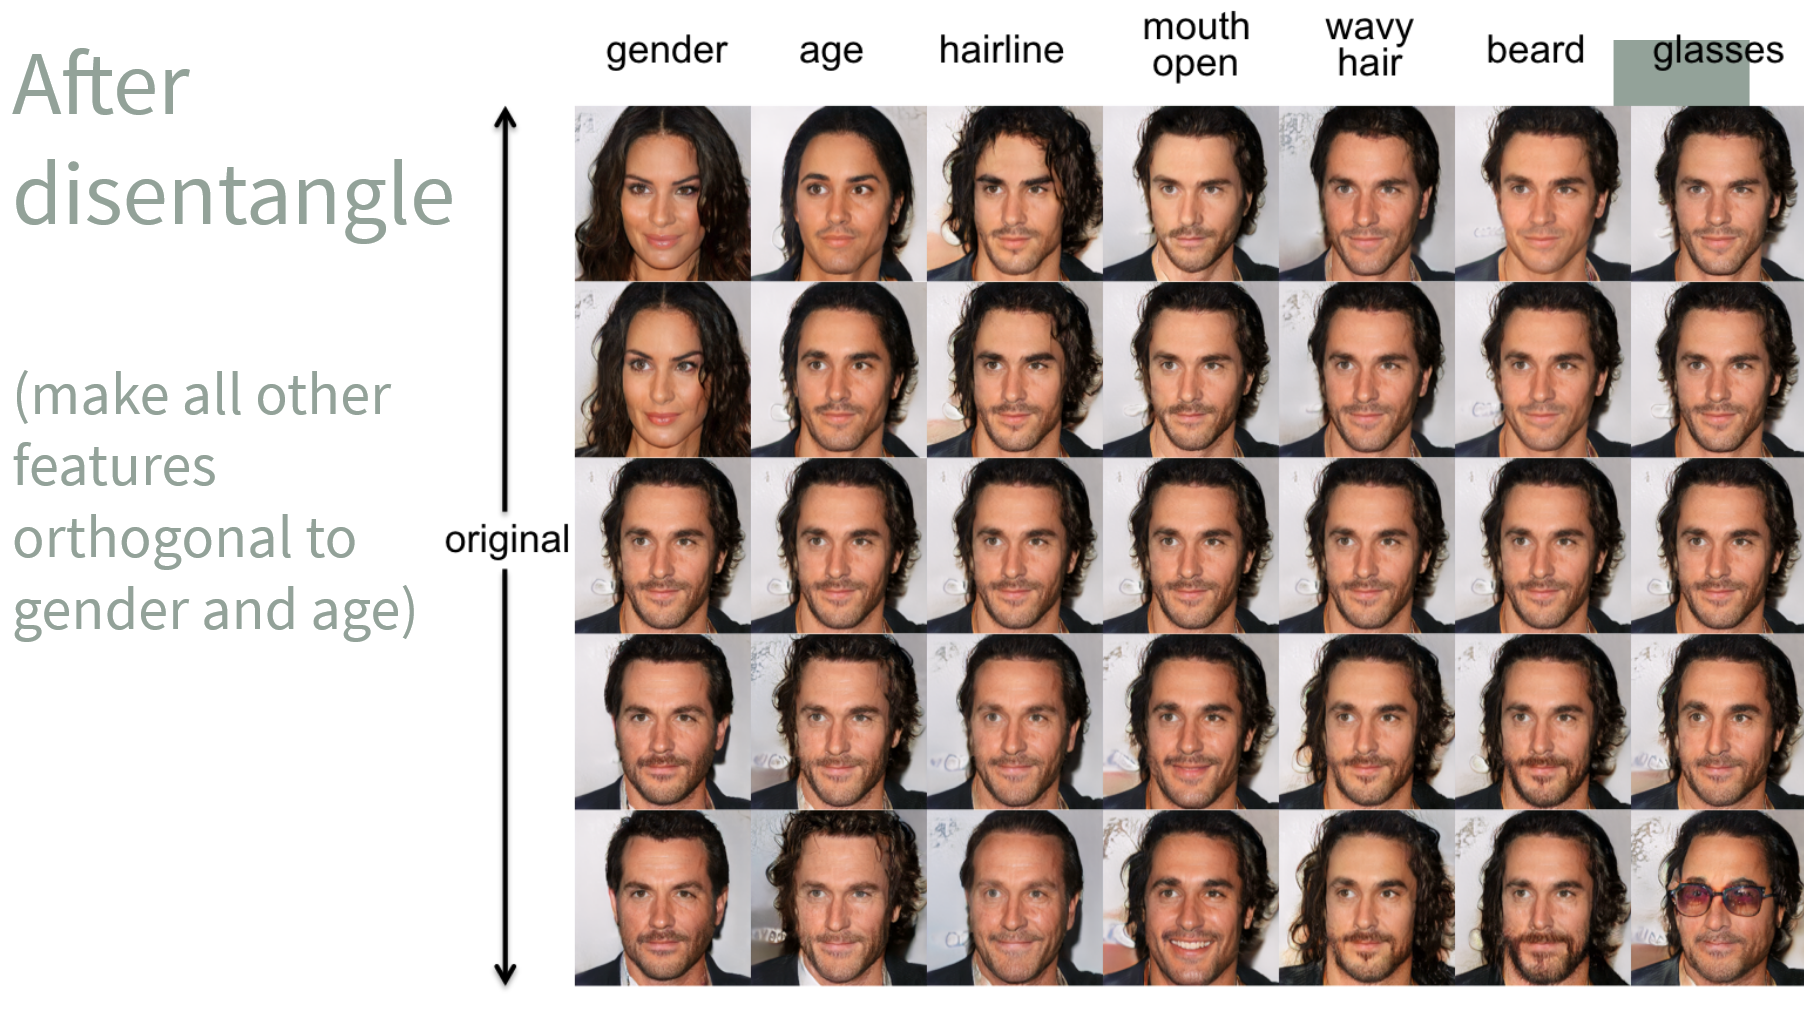 After
disentangle
(make all other
features
orthogonal to
gender and age)
gender
age
hairline
mouth
open
wavy
hair
beard
glasses
original